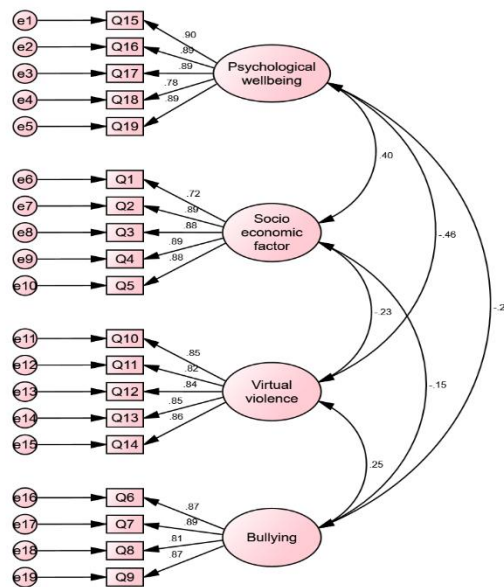 e1 Q15
.90
e2 Q16 .89
e3 Q17 .89 Psychological
wellbeing
e4 Q18 .78
e5 Q19 .89
.40
e6 Q1
.72
e7 Q2 .89
e8 Q3 .88 Socio
economic
factor
e9 Q4 .89
e10 Q5 .88
-.46
-.2
-.23
e11 Q10
.85
e12 Q11 .82
e13 Q12 .84 Virtual
violence
e14 Q13 .85
e15 Q14 .86
-.15
.25
e16 Q6
.87
e17 Q7 .89
e18 Q8 .81 Bullying
e19 Q9 .87